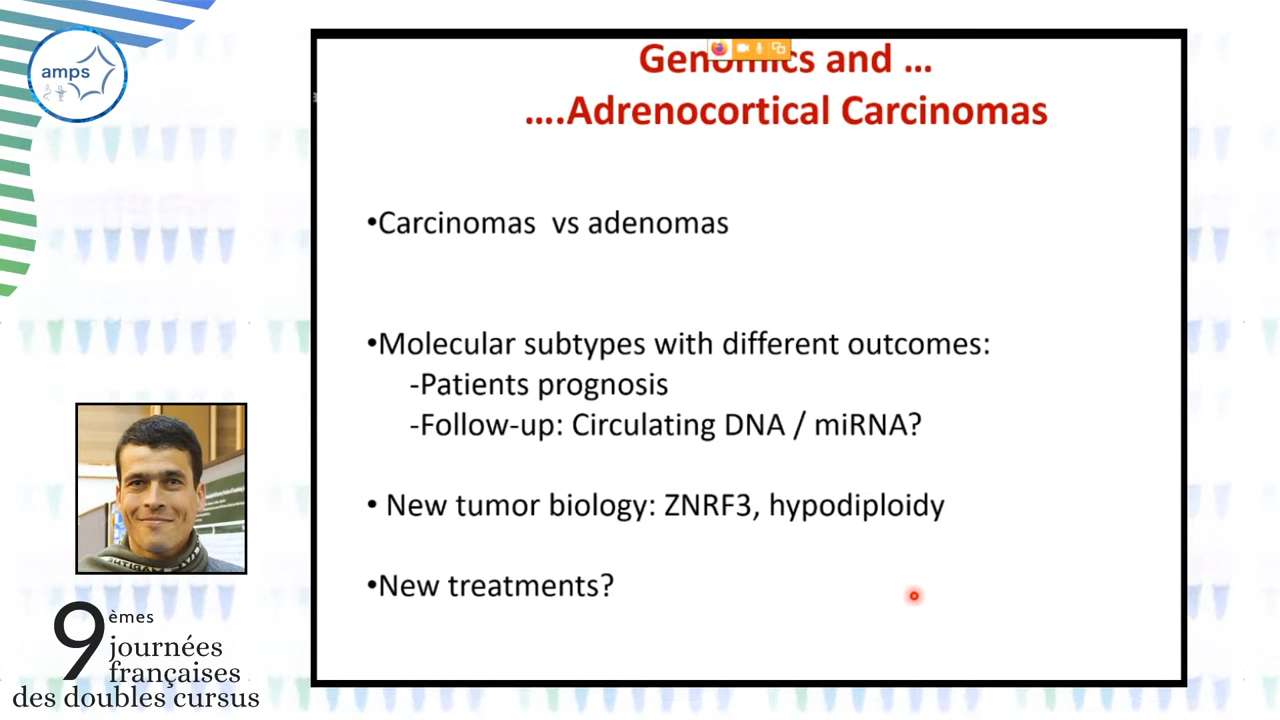 amps
Genomics and …
….Adrenocortical Carcinomas
•Carcinomas vs adenomas
•Molecular subtypes with different outcomes:
-Patients prognosis
-Follow-up: Circulating DNA / miRNA?
• New tumor biology: ZNRF3, hypodiploidy
•New treatments?
9èmes
journées
françaises
des doubles cursus